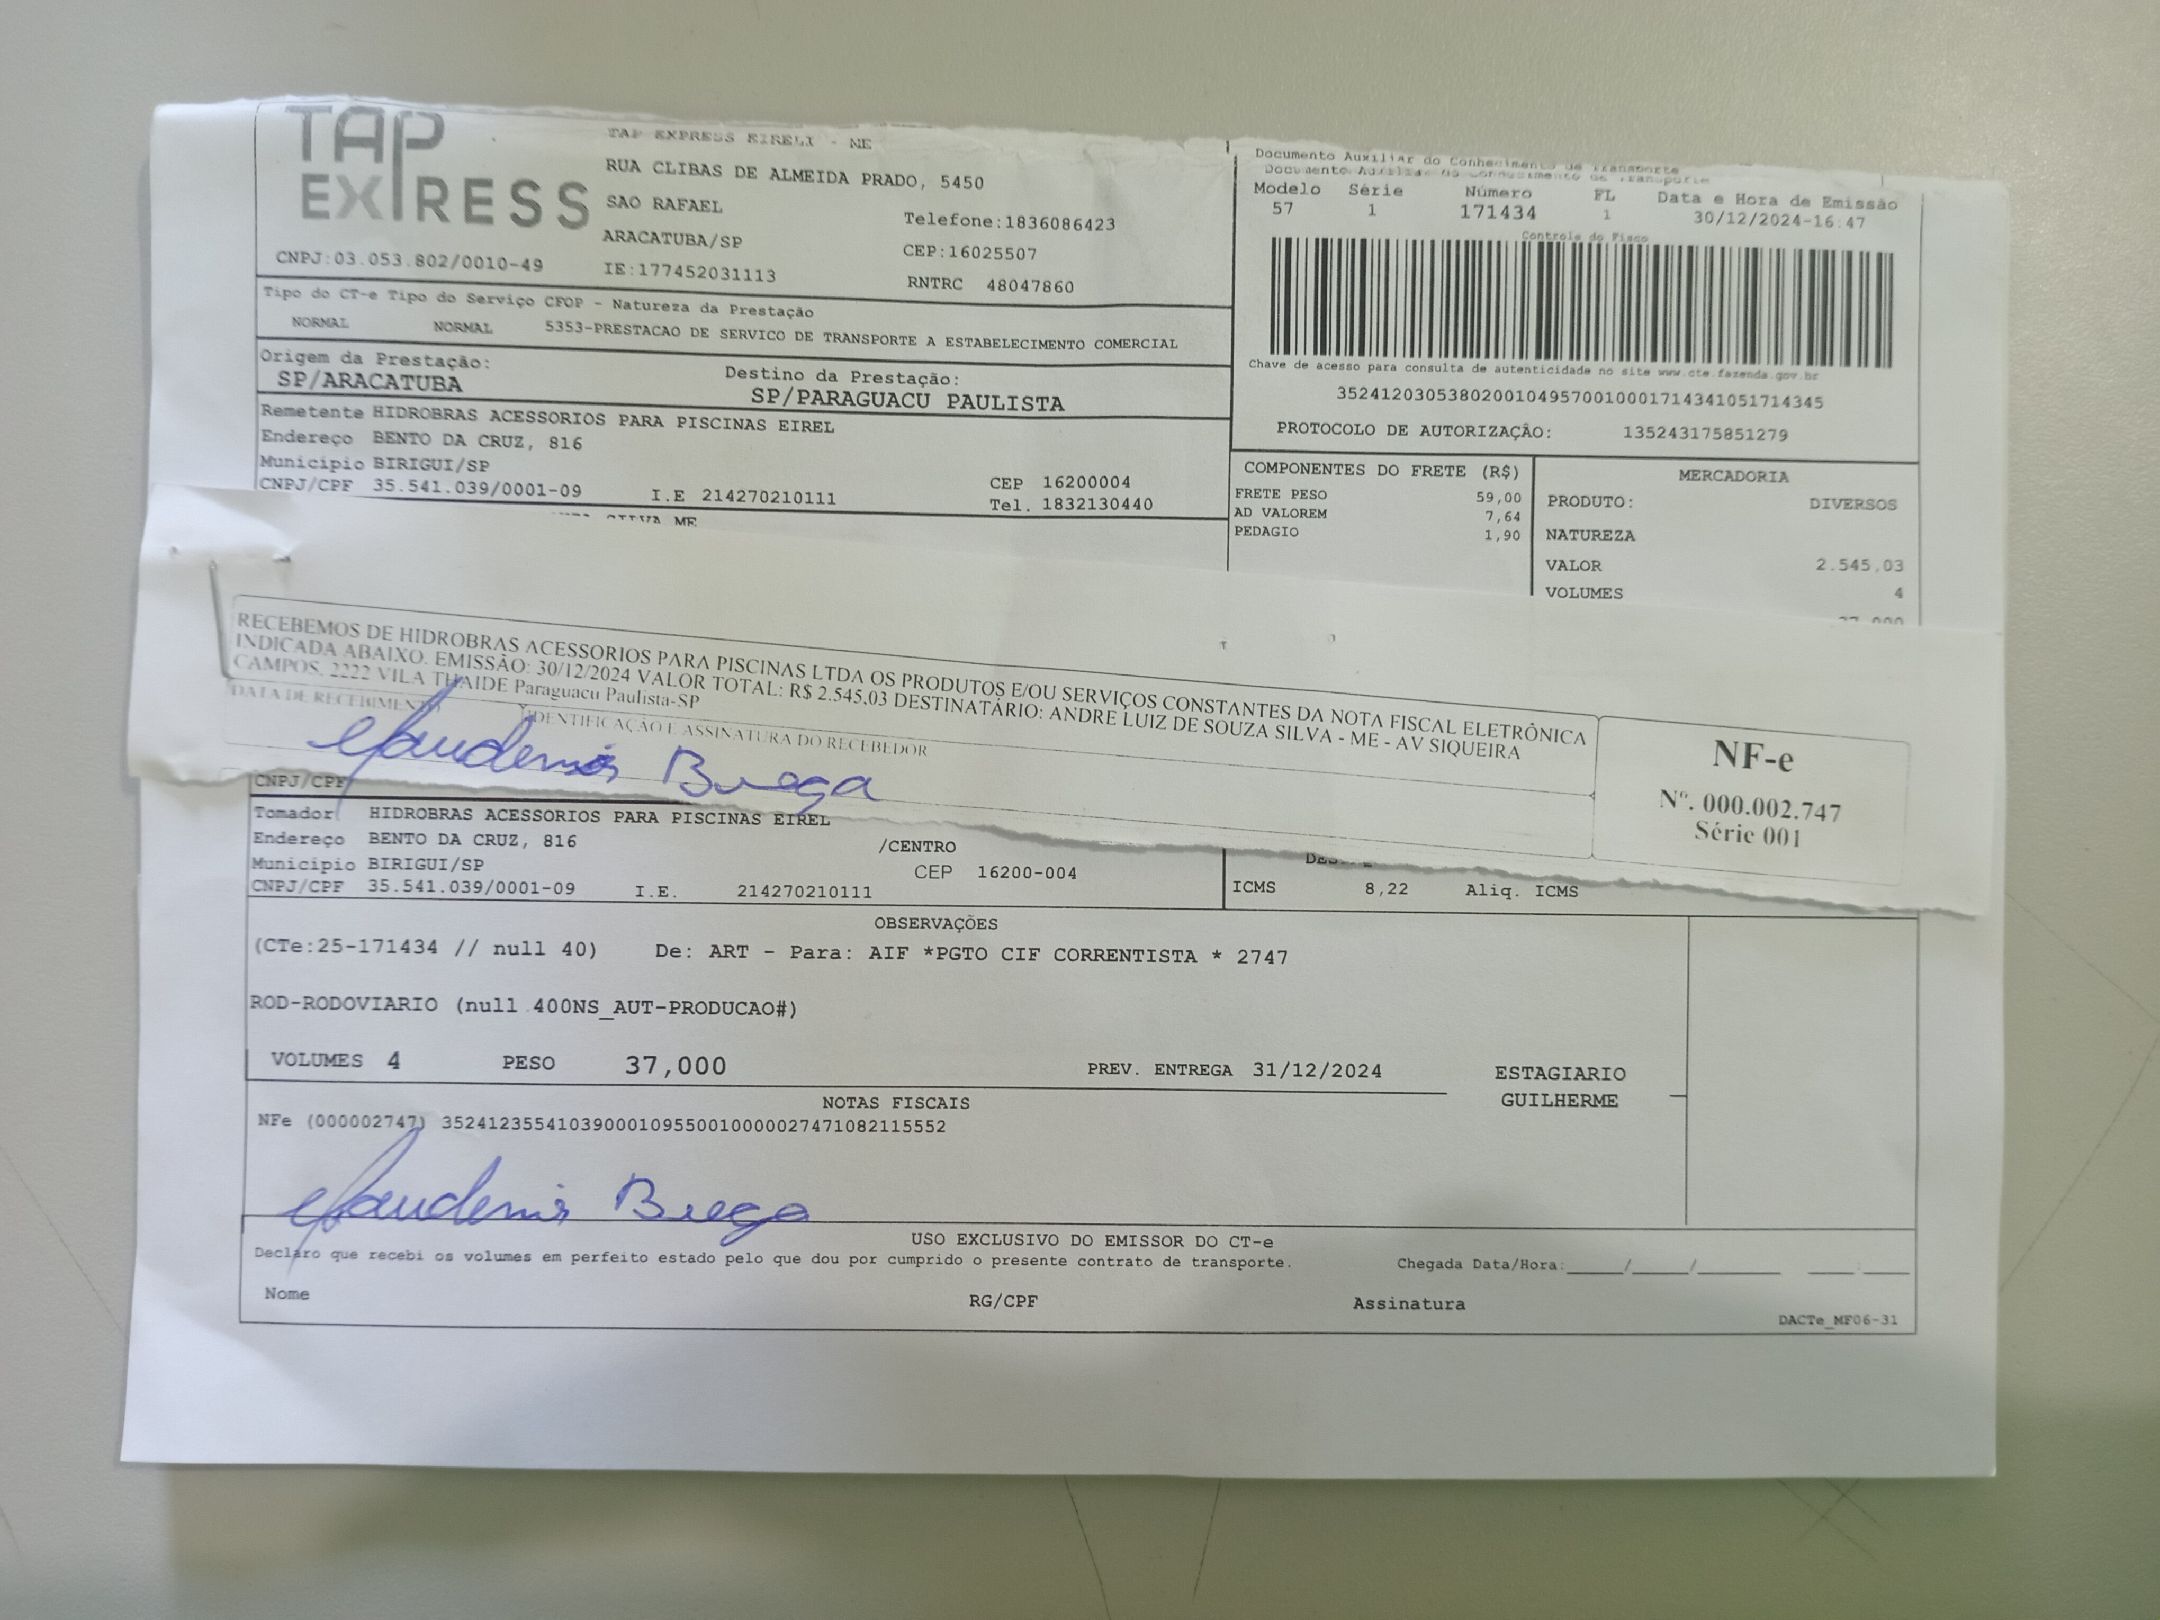 TAP
EXPRESS
TAP EXPRESS EIRELI - ME
RUA CLIBAS DE ALMEIDA PRADO, 5450
SAO RAFAEL
Telefone:1836086423
ARACATUBA/SP
CEP:16025507
CNPJ:03.053.802/0010-49
IE:177452031113
RNTRC 48047860
Tipo do CT-e Tipo do Serviço CFOP - Natureza da Prestação
NORMAL NORMAL 5353-PRESTACAO DE SERVICO DE TRANSPORTE A ESTABELECIMENTO COMERCIAL
Origem da Prestação:
SP/ARACATUBA
Destino da Prestação:
SP/PARAGUACU PAULISTA
Remetente HIDROBRAS ACESSORIOS PARA PISCINAS EIREL
Endereço BENTO DA CRUZ, 816
Município BIRIGUI/SP
CEP 16200004
CNPJ/CPF 35.541.039/0001-09 I.E 214270210111 Tel. 1832130440
Documento Auxiliar do Conhecimento de Transporte
Documento Auxiliar do Conhecimento de Transporte
Modelo Série Número FL Data e Hora de Emissão
57 1 171434 1 30/12/2024-16:47
Controle do Fisco
Chave de acesso para consulta de autenticidade no site www.cte.fazenda.gov.br
35241203053802001049570010001714341051714345
PROTOCOLO DE AUTORIZAÇÃO: 135243175851279
COMPONENTES DO FRETE (R$)
FRETE PESO 59,00
AD VALOREM 7,64
PEDAGIO 1,90
MERCADORIA
PRODUTO: DIVERSOS
NATUREZA
VALOR 2.545,03
VOLUMES 4
RECEBEMOS DE HIDROBRAS ACESSORIOS PARA PISCINAS LTDA OS PRODUTOS E/OU SERVIÇOS CONSTANTES DA NOTA FISCAL ELETRÔNICA
INDICADA ABAIXO. EMISSÃO: 30/12/2024 VALOR TOTAL: R$ 2.545,03 DESTINATÁRIO: ANDRE LUIZ DE SOUZA SILVA - ME - AV SIQUEIRA
CAMPOS, 2222 VILA THAIDE Paraguacu Paulista-SP
DATA DE RECEBIMENTO IDENTIFICAÇÃO E ASSINATURA DO RECEBEDOR
NF-e
Nº. 000.002.747
Série 001
CNPJ/CPF
Tomador HIDROBRAS ACESSORIOS PARA PISCINAS EIREL
Endereço BENTO DA CRUZ, 816 /CENTRO
Município BIRIGUI/SP CEP 16200-004
CNPJ/CPF 35.541.039/0001-09 I.E. 214270210111
ICMS 8,22 Aliq. ICMS
OBSERVAÇÕES
(CTe:25-171434 // null 40) De: ART - Para: AIF *PGTO CIF CORRENTISTA * 2747
ROD-RODOVIARIO (null 400NS_AUT-PRODUCAO#)
VOLUMES 4 PESO 37,000 PREV. ENTREGA 31/12/2024
ESTAGIARIO
GUILHERME
NOTAS FISCAIS
NFe (000002747) 35241235541039000109550010000027471082115552
USO EXCLUSIVO DO EMISSOR DO CT-e
Declaro que recebi os volumes em perfeito estado pelo que dou por cumprido o presente contrato de transporte.
Chegada Data/Hora:_____/_____/_______ ____:____
Nome RG/CPF Assinatura
DACTe_MF06-31